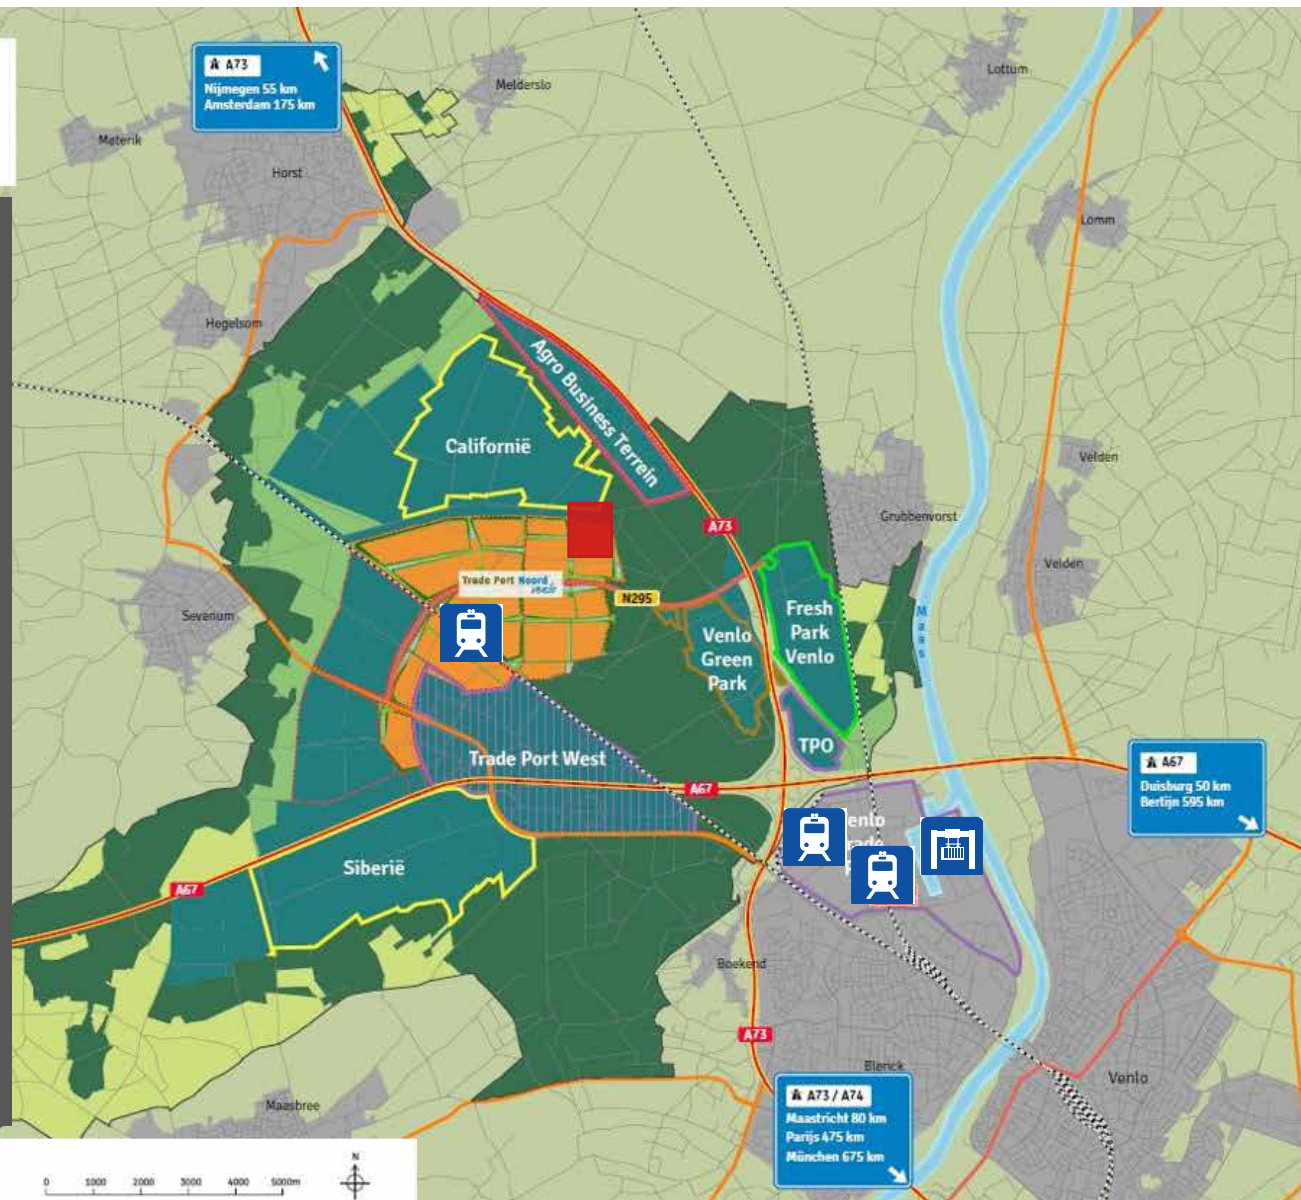 A73
Nijmegen 55 km
Amsterdam 175 km
Melderslo
Lottum
Meterik
Horst
Lomm
Hegelsom
Agro Business Terrein
Californië
Velden
Grubbenvorst
A73
Velden
Trade Port Noord
N295
Sevenum
Fresh
Park
Venlo
Maas
Venlo
Green
Park
TPO
Trade Port West
A67
A67
Duisburg 50 km
Berlijn 595 km
enlo
rade
Siberië
A67
Boekend
A73
Blerick
Venlo
A73 / A74
Maastricht 80 km
Parijs 475 km
München 675 km
Maasbree
N
0 1000 2000 3000 4000 5000m